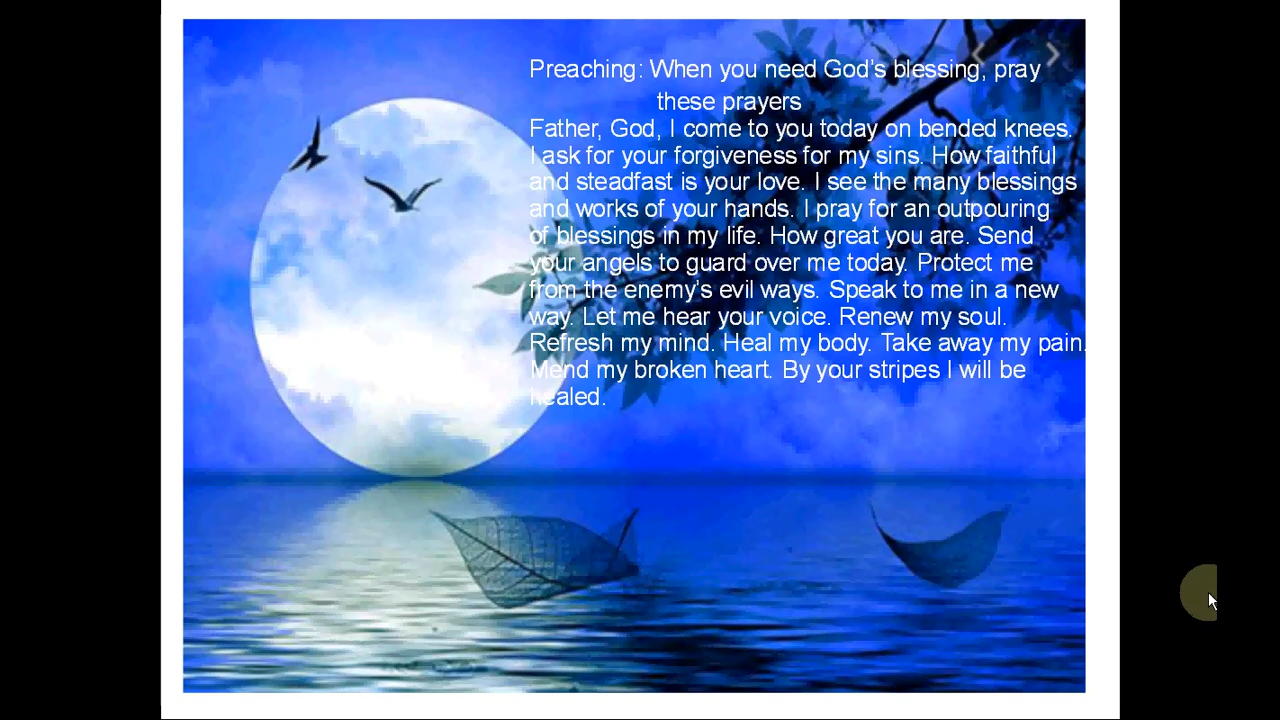 Preaching: When you need God's blessing, pray
these prayers
Father, God, I come to you today on bended knees.
I ask for your forgiveness for my sins. How faithful
and steadfast is your love. I see the many blessings
and works of your hands. I pray for an outpouring
of blessings in my life. How great you are. Send
your angels to guard over me today. Protect me
from the enemy's evil ways. Speak to me in a new
way. Let me hear your voice. Renew my soul.
Refresh my mind. Heal my body. Take away my pain.
Mend my broken heart. By your stripes I will be
healed.